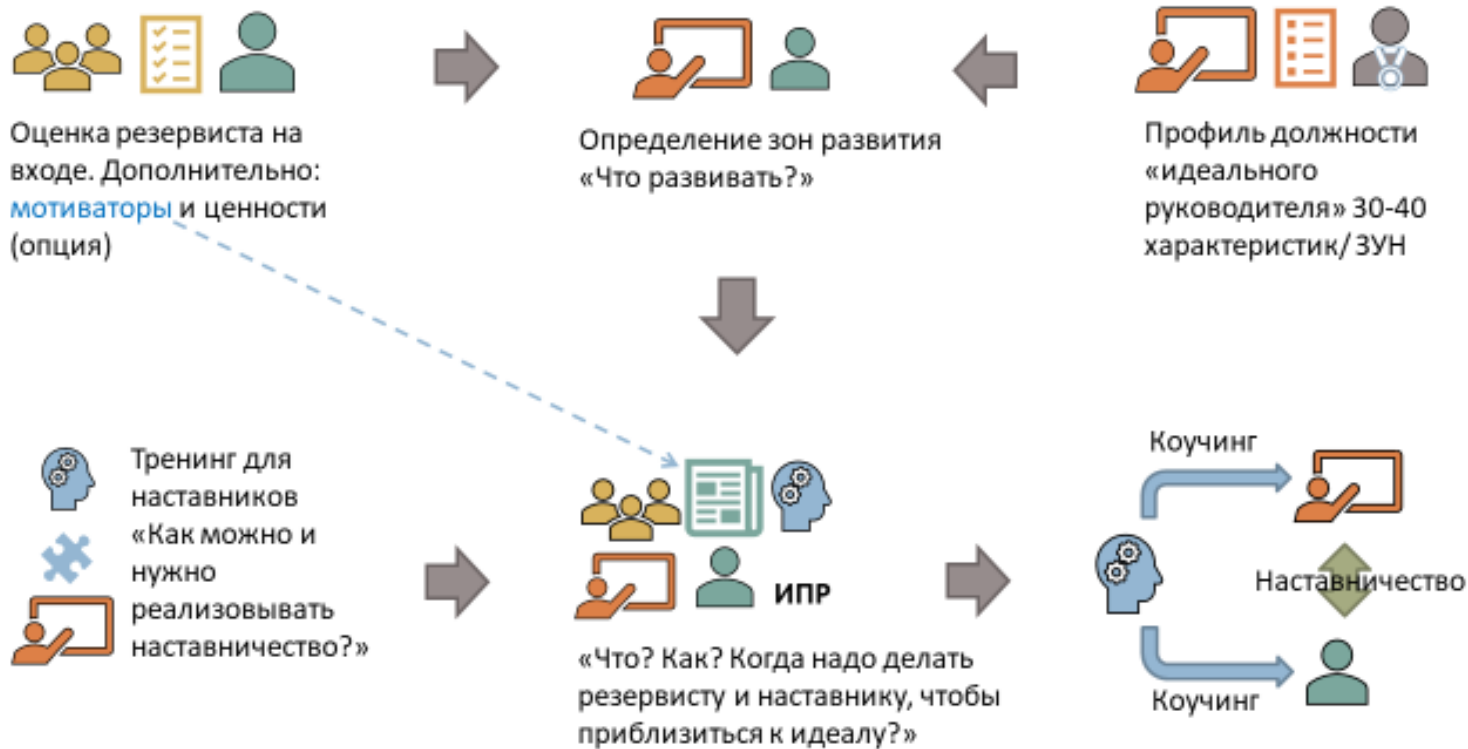 Оценка резервиста на
входе. Дополнительно:
мотиваторы и ценности
(опция)
Определение зон развития
«Что развивать?»
Профиль должности
«идеального
руководителя» 30-40
характеристик/ ЗУН
Тренинг для
наставников
«Как можно и
нужно
реализовывать
наставничество?»
ИПР
«Что? Как? Когда надо делать
резервисту и наставнику, чтобы
приблизиться к идеалу?»
Коучинг
Наставничество
Коучинг